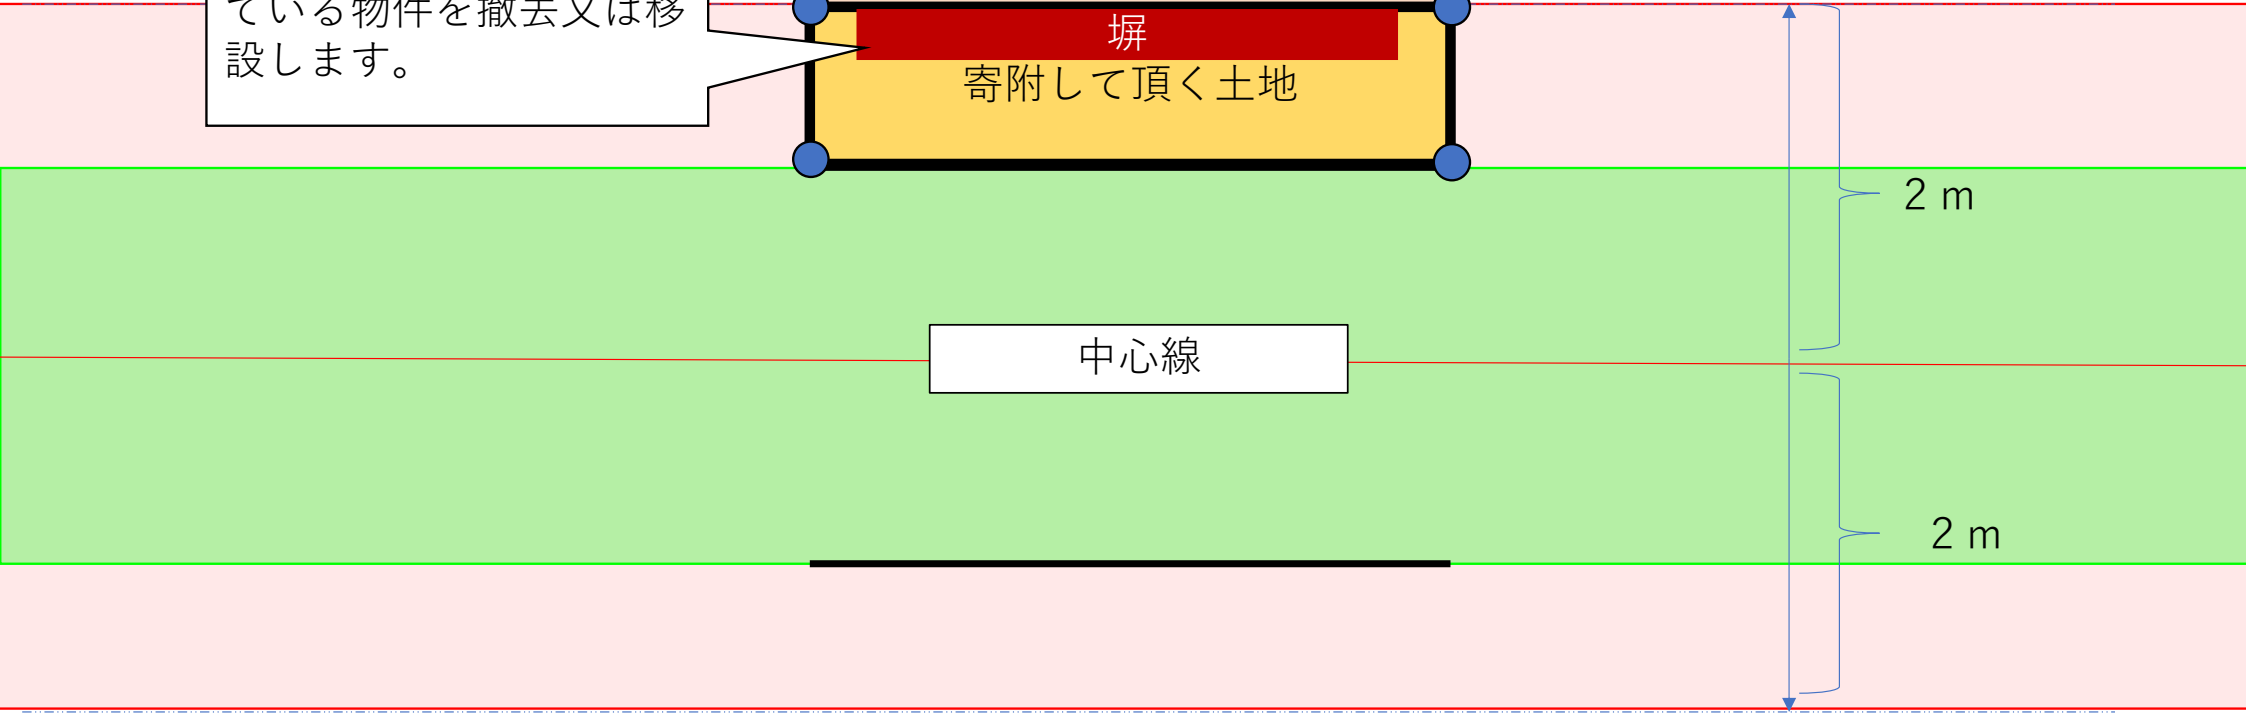 ている物件を撤去又は移
設します。
塀
寄附して頂く土地
2 m
中心線
2 m